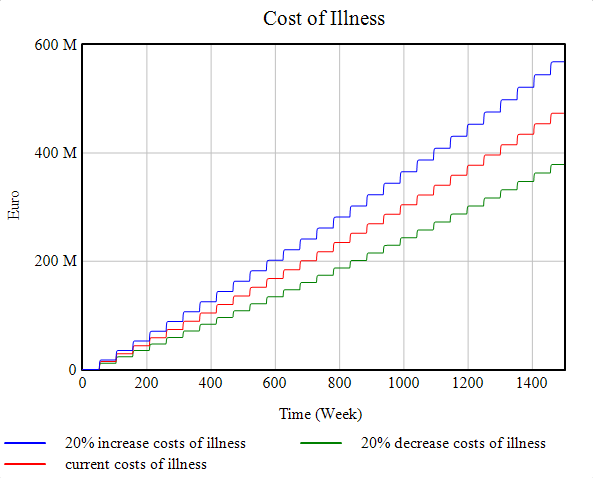 Cost of Illness
600 M
400 M
200 M
0
Euro
0 200 400 600 800 1000 1200 1400
Time (Week)
20% increase costs of illness 20% decrease costs of illness
current costs of illness